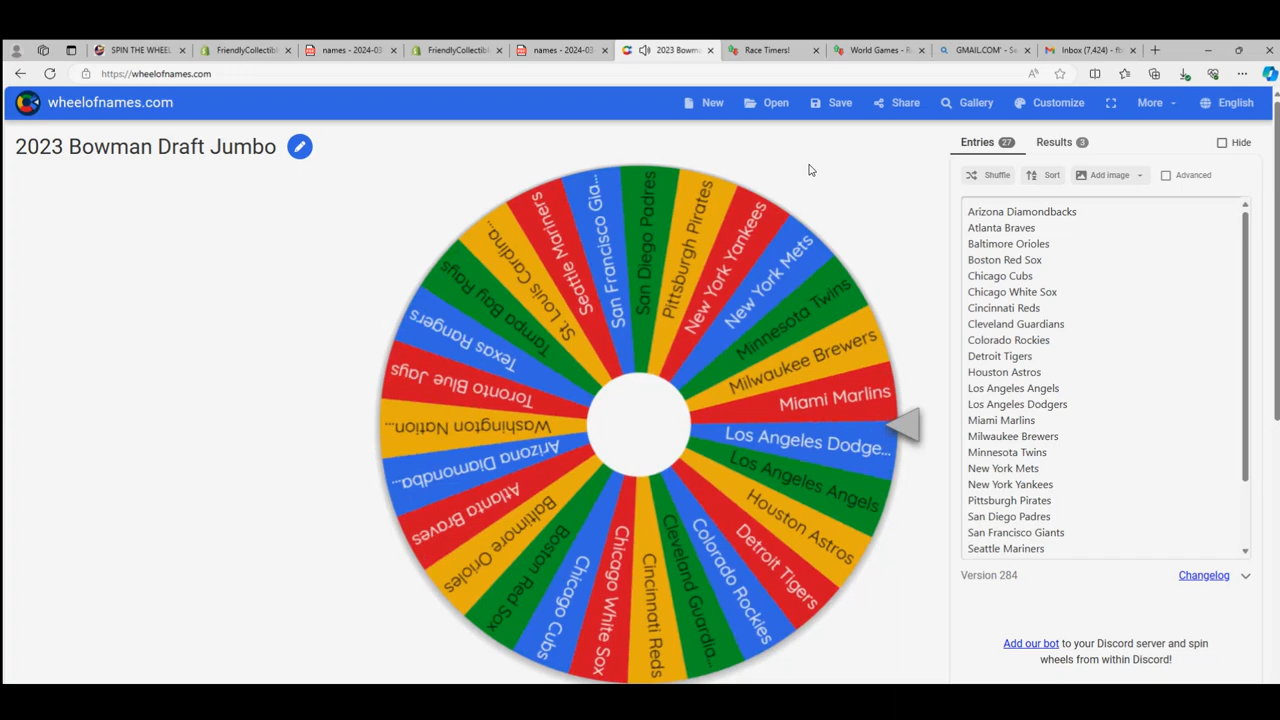 SPIN THE WHEEL
FriendlyCollectib
names - 2024-03
FriendlyCollectib
names - 2024-03
2023 Bowma
Race Timers!
World Games - R
GMAIL.COM' - Se
Inbox (7,424) - fb
https://wheelofnames.com
wheelofnames.com
New
Open
Save
Share
Gallery
Customize
More
English
2023 Bowman Draft Jumbo
Entries 27
Results 3
Hide
Shuffle
Sort
Add image
Advanced
Arizona Diamondbacks
Atlanta Braves
Baltimore Orioles
Boston Red Sox
Chicago Cubs
Chicago White Sox
Cincinnati Reds
Cleveland Guardians
Colorado Rockies
Detroit Tigers
Houston Astros
Los Angeles Angels
Los Angeles Dodgers
Miami Marlins
Milwaukee Brewers
Minnesota Twins
New York Mets
New York Yankees
Pittsburgh Pirates
San Diego Padres
San Francisco Giants
Seattle Mariners
Version 284
Changelog
Add our bot to your Discord server and spin
wheels from within Discord!
San Diego Padres
Pittsburgh Pirates
New York Yankees
New York Mets
Minnesota Twins
Milwaukee Brewers
Miami Marlins
Los Angeles Dodge...
Los Angeles Angels
Houston Astros
Detroit Tigers
Colorado Rockies
Cleveland Guardia...
Cincinnati Reds
Chicago White Sox
Chicago Cubs
Boston Red Sox
Baltimore Orioles
Atlanta Braves
Arizona Diamondba...
Washington Nation...
Toronto Blue Jays
Texas Rangers
Tampa Bay Rays
St. Louis Cardina...
Seattle Mariners
San Francisco Gia...